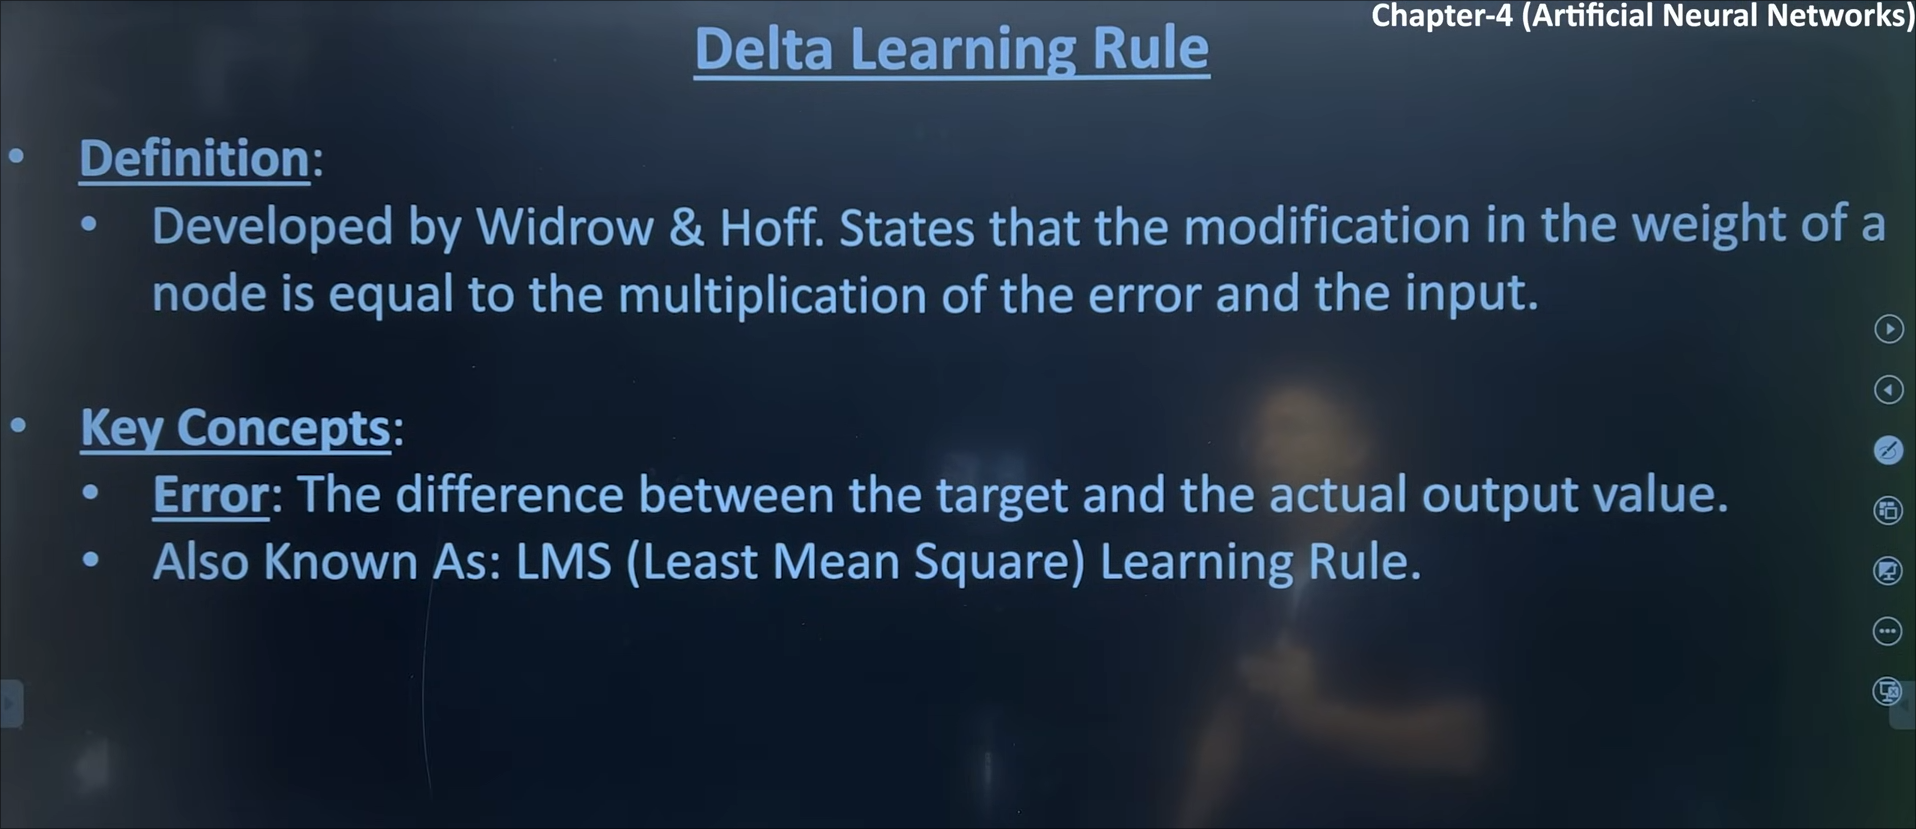 Chapter-4 (Artificial Neural Networks)
Delta Learning Rule
• Definition:
• Developed by Widrow & Hoff. States that the modification in the weight of a
node is equal to the multiplication of the error and the input.
• Key Concepts:
• Error: The difference between the target and the actual output value.
• Also Known As: LMS (Least Mean Square) Learning Rule.